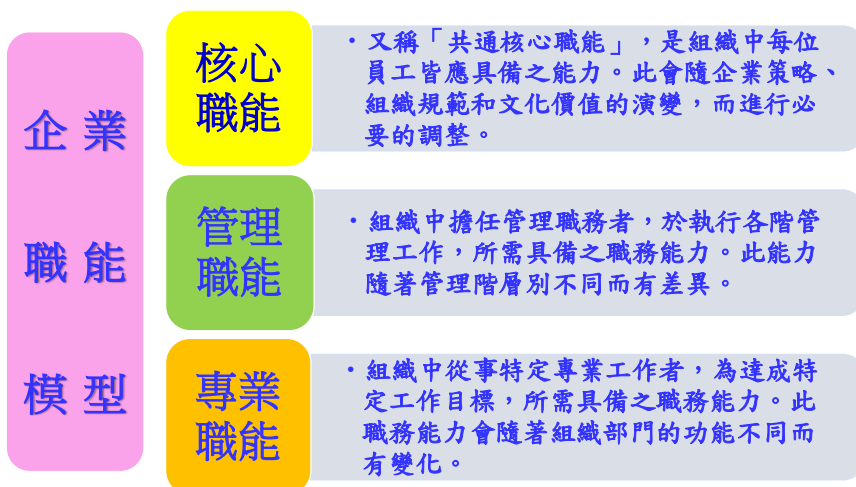 企業
職能
模型
核心
職能
・又稱「共通核心職能」，是組織中每位
員工皆應具備之能力。此會隨企業策略、
組織規範和文化價值的演變，而進行必
要的調整。
管理
職能
・組織中擔任管理職務者，於執行各階管
理工作，所需具備之職務能力。此能力
隨著管理階層別不同而有差異。
專業
職能
・組織中從事特定專業工作者，為達成特
定工作目標，所需具備之職務能力。此
職務能力會隨著組織部門的功能不同而
有變化。